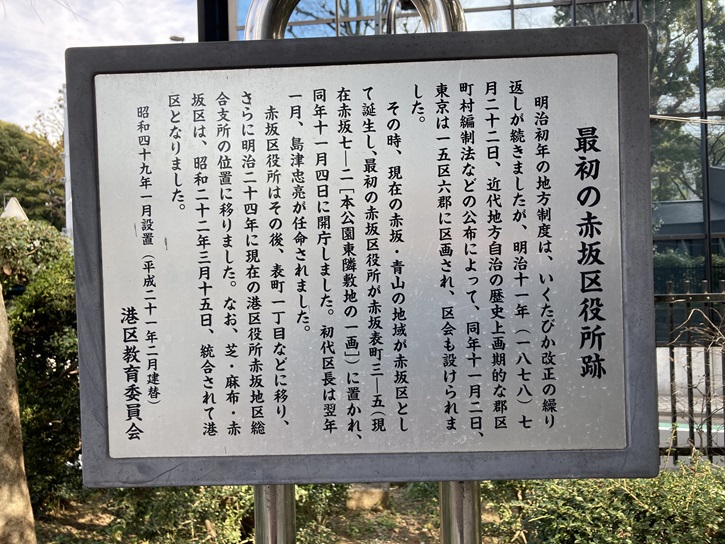 最初の赤坂区役所跡
明治初年の地方制度は、いくたびか改正の繰り
返しが続きましたが、明治十一年（一八七八）七
月二十二日、近代地方自治の歴史上画期的な郡区
町村編制法などの公布によって、同年十一月二日、
東京は一五区六郡に区画され、区会も設けられま
した。
その時、現在の赤坂・青山の地域が赤坂区とし
て誕生し、最初の赤坂区役所が赤坂表町三—五（現
在赤坂七—二［本公園東隣敷地の一画］）に置かれ、
同年十一月四日に開庁しました。初代区長は翌年
一月、島津忠亮が任命されました。
赤坂区役所はその後、表町一丁目などに移り、
さらに明治二十四年に現在の港区役所赤坂地区総
合支所の位置に移りました。なお、芝・麻布・赤
坂区は、昭和二十二年三月十五日、統合されて港
区となりました。
昭和四十九年一月設置（平成二十一年二月建替）
港区教育委員会